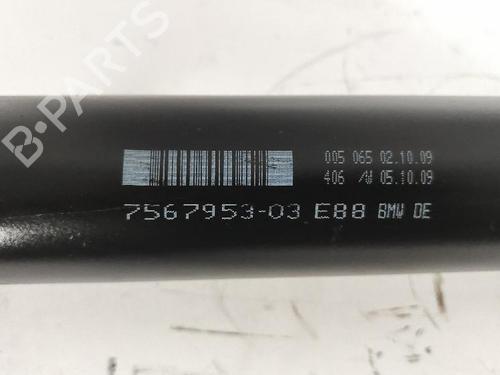 005 065 02.10.09
406 /W 05.10.09
7567953-03 E88 BMW DE
B-PARTS